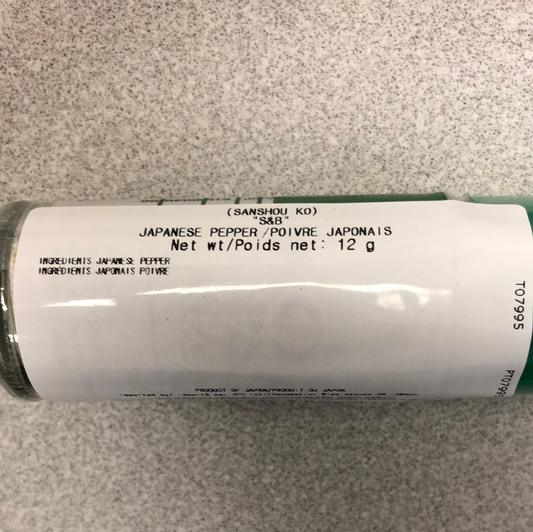 (SANSHOU KO)
"S&B"
JAPANESE PEPPER/POIVRE JAPONAIS
Net wt/Poids net: 12 g
INGREDIENTS JAPANESE PEPPER
INGREDIENTS JAPONAIS POIVRE
TO7995
PRODUCT OF JAPAN/PRODUIT DU JAPON